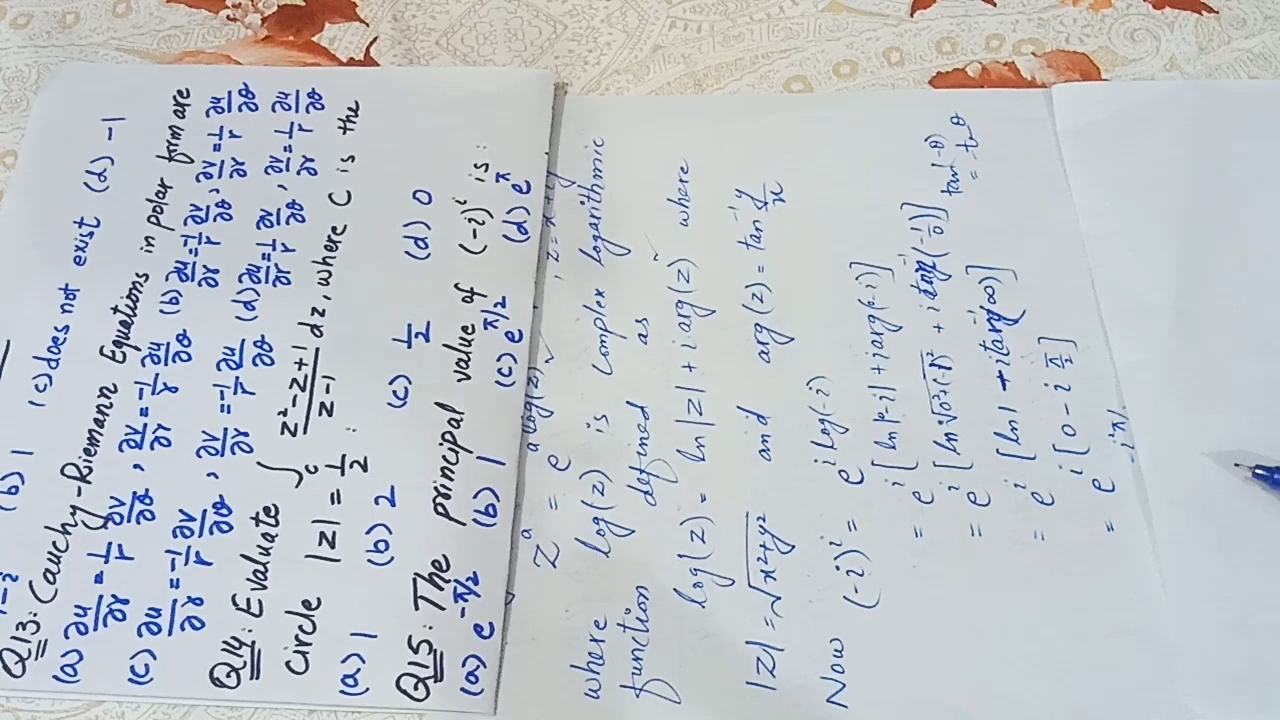 (b) 1 (c) does not exist (d) -1
Q13: Cauchy-Riemann Equations in polar form are
(a) ∂u/∂r = 1/r ∂v/∂θ, ∂v/∂r = -1/r ∂u/∂θ (b) ∂u/∂r = -1/r ∂v/∂θ, ∂v/∂r = 1/r ∂u/∂θ
(c) ∂u/∂r = -1/r ∂v/∂θ, ∂v/∂r = -1/r ∂u/∂θ (d) ∂u/∂r = 1/r ∂v/∂θ, ∂v/∂r = 1/r ∂u/∂θ
Q14: Evaluate ∫c (z²-z+1)/(z-1) dz, where C is the
circle |z| = 1/2 :
(a) 1 (b) 2 (c) 1/2 (d) 0
Q15: The principal value of (-i)^i is:
(a) e^-π/2 (b) 1 (c) e^π/2 (d) e^π
z^a = e^a log(z), z = x+iy
where log(z) is complex logarithmic
function defined as
log(z) = ln|z| + i arg(z) where
|z| = √x²+y² and arg(z) = tan⁻¹ y/x
Now (-i)^i = e^i log(-i)
= e^i [ln|-i| + i arg(-i)]
= e^i [ln √0²+(-1)² + i tan⁻¹(-1/0)] tan(-θ)
= e^i [ln 1 - i tan⁻¹(∞)] = -tan θ
= e^i [0 - i π/2]
= e